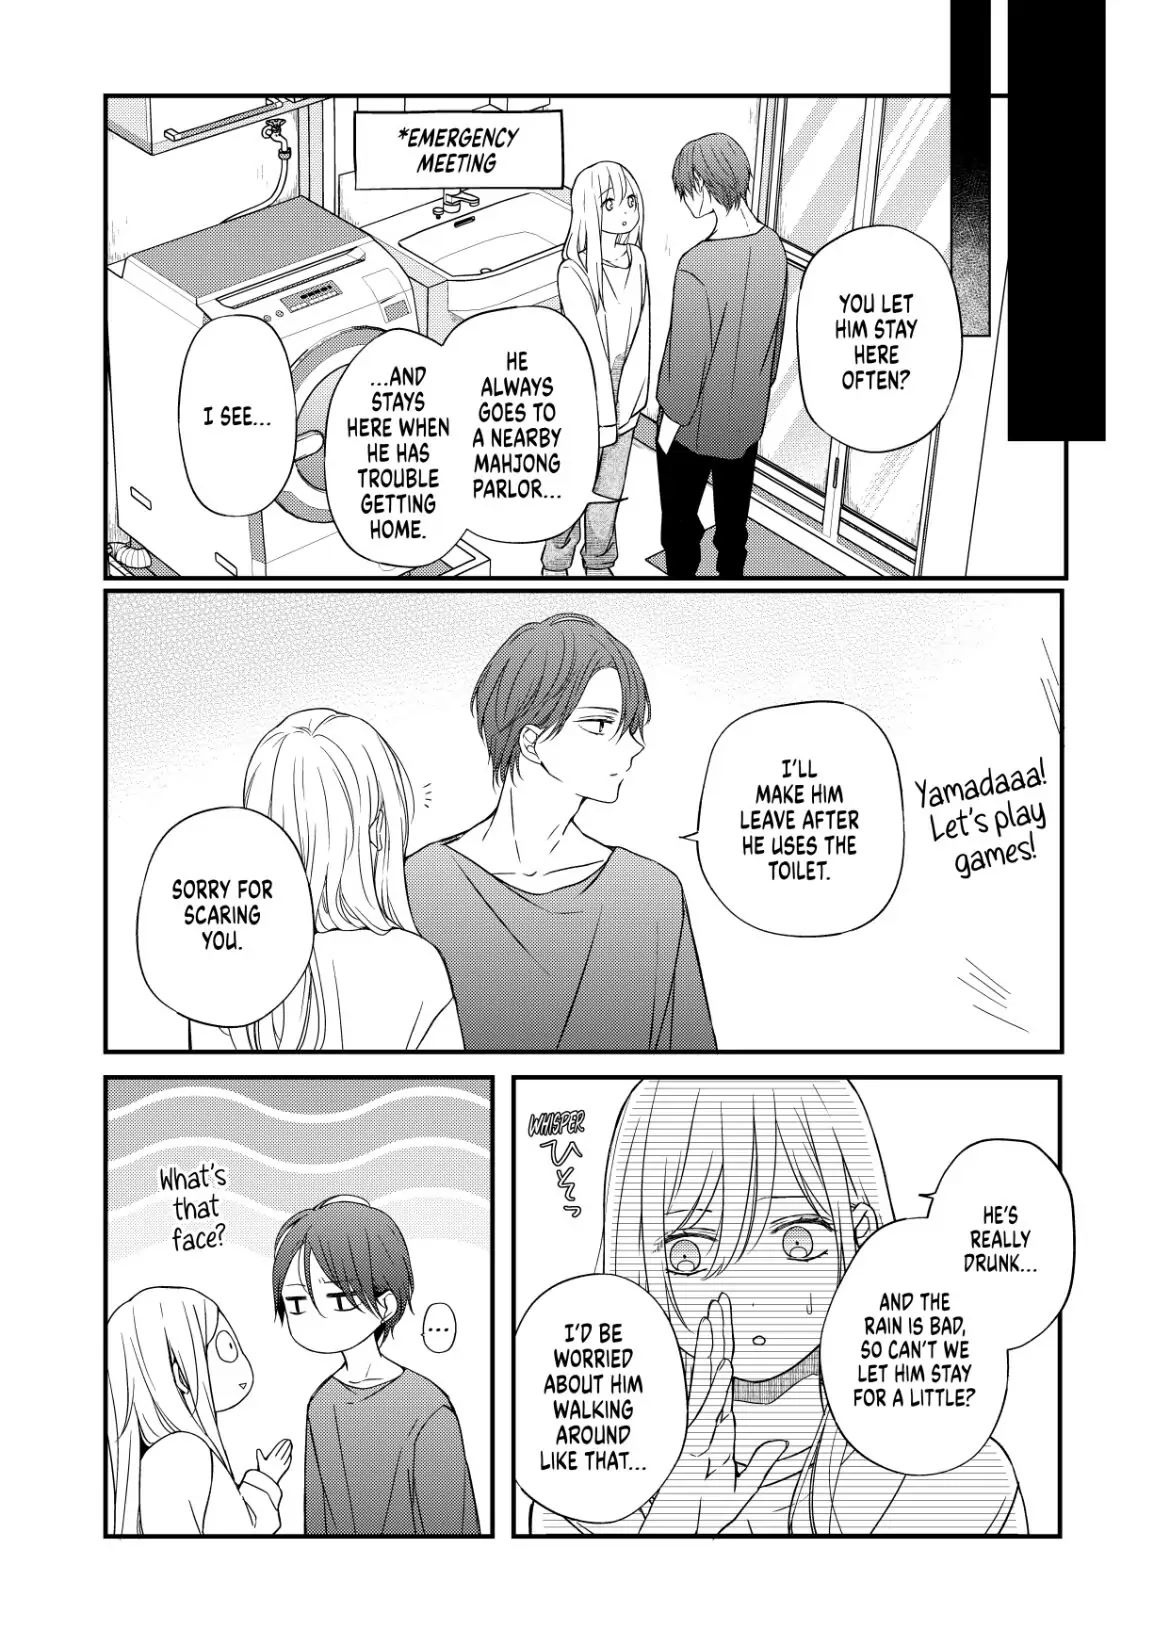 *EMERGENCY
MEETING
YOU LET
HIM STAY
HERE
OFTEN?
HE
ALWAYS
GOES TO
A NEARBY
MAHJONG
PARLOR...
...AND
STAYS
HERE WHEN
HE HAS
TROUBLE
GETTING
HOME.
I SEE...
Yamadaaa!
Let's play
games!
I'LL
MAKE HIM
LEAVE AFTER
HE USES THE
TOILET.
SORRY FOR
SCARING
YOU.
HE'S
REALLY
DRUNK...
AND THE
RAIN IS BAD,
SO CAN'T WE
LET HIM STAY
FOR A LITTLE?
WHISPER
ひそっ
I'D BE
WORRIED
ABOUT HIM
WALKING
AROUND
LIKE THAT...
...
What's
that
face?